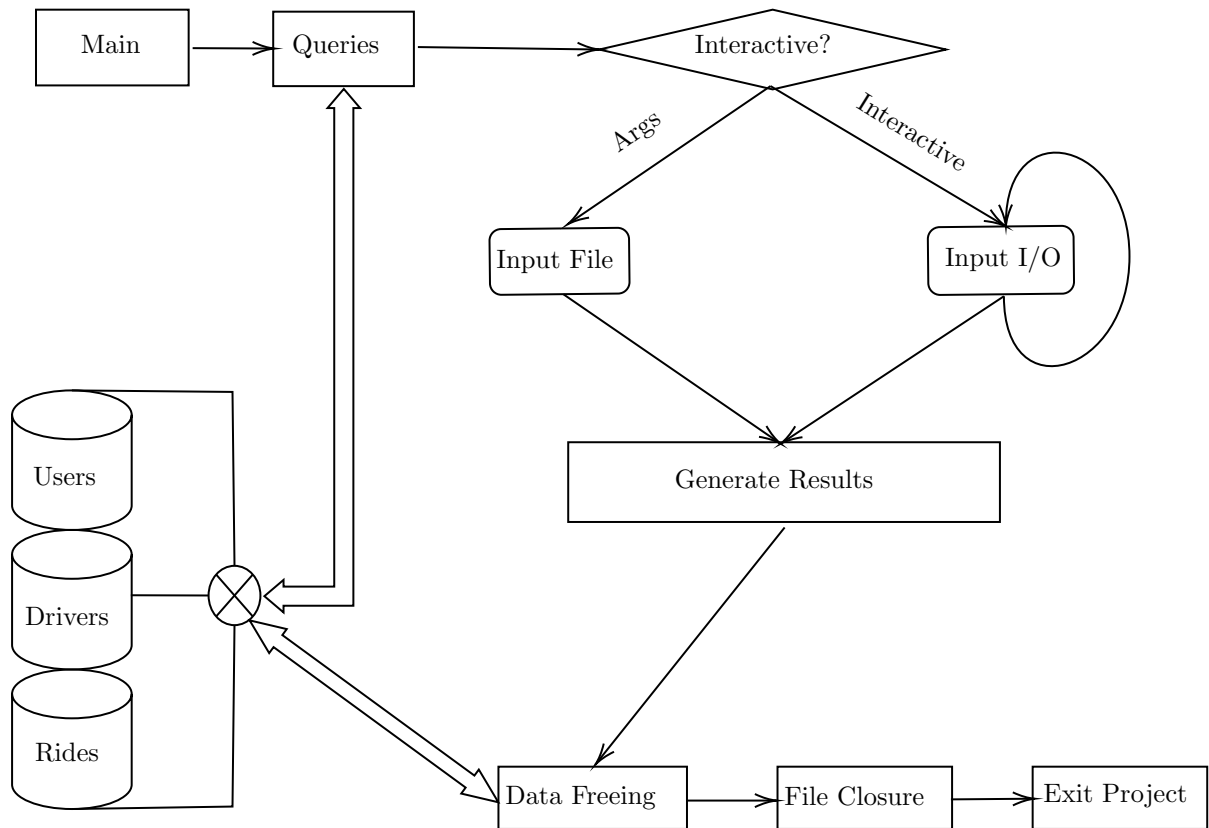 Main
Queries
Interactive?
Args
Interactive
Input File
Input I/O
Users
Generate Results
Drivers
Rides
Data Freeing
File Closure
Exit Project